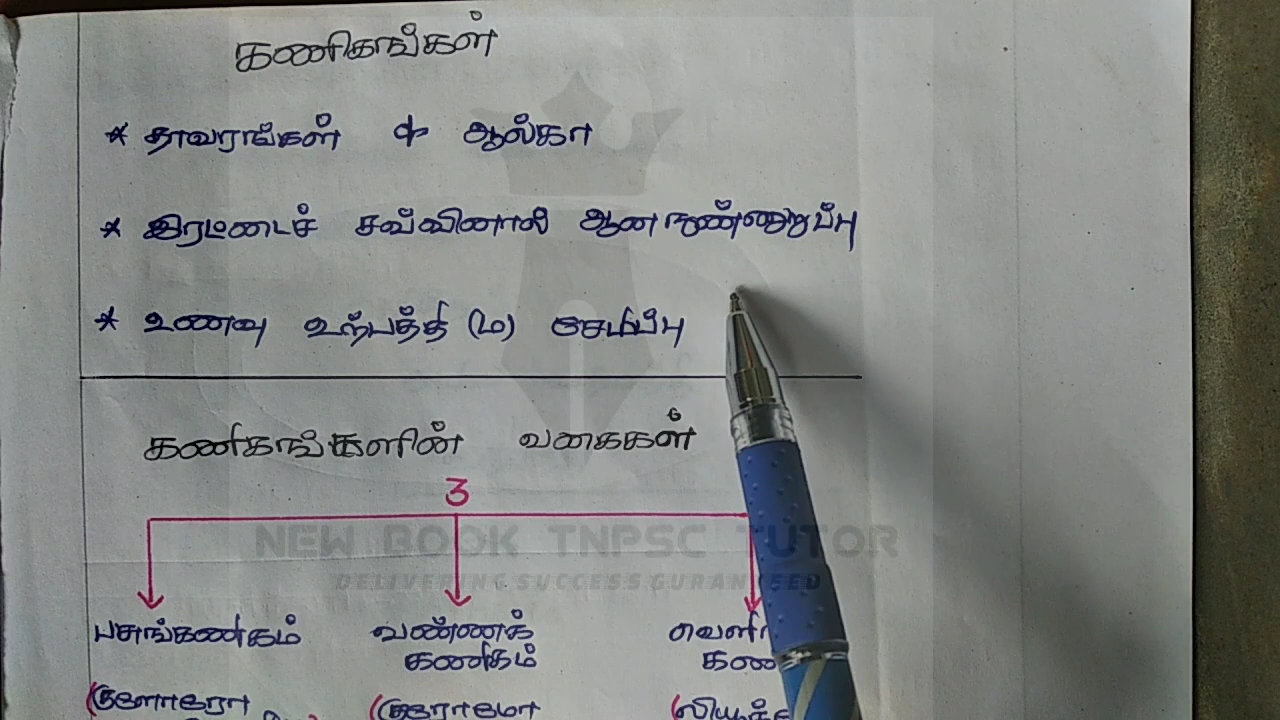 கணிகங்கள்
* தாவரங்கள் & ஆல்கா
* இரட்டைச் சவ்வினால் ஆன நுண்ணுறுப்பு
* உணவு உற்பத்தி (ம) சேமிப்பு
கணிகங்களின் வகைகள்
3
NEW BOOK TNPSC TUTOR
DELIVERING SUCCESS GURANTEED
பசுங்கணிகம் வண்ணக்
கணிகம்
(குளோரோ (குரோமோ